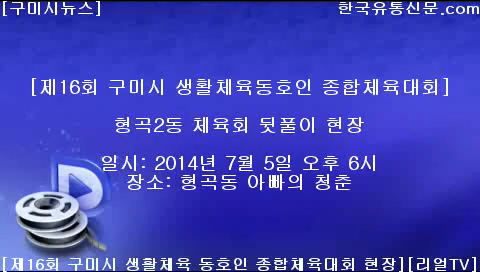 [구미시뉴스]
한국유통신문.com
[제16회 구미시 생활체육동호인 종합체육대회]
형곡2동 체육회 뒷풀이 현장
일시: 2014년 7월 5일 오후 6시
장소: 형곡동 아빠의 청춘
[제16회 구미시 생활체육 동호인 종합체육대회 현장][리얼TV]